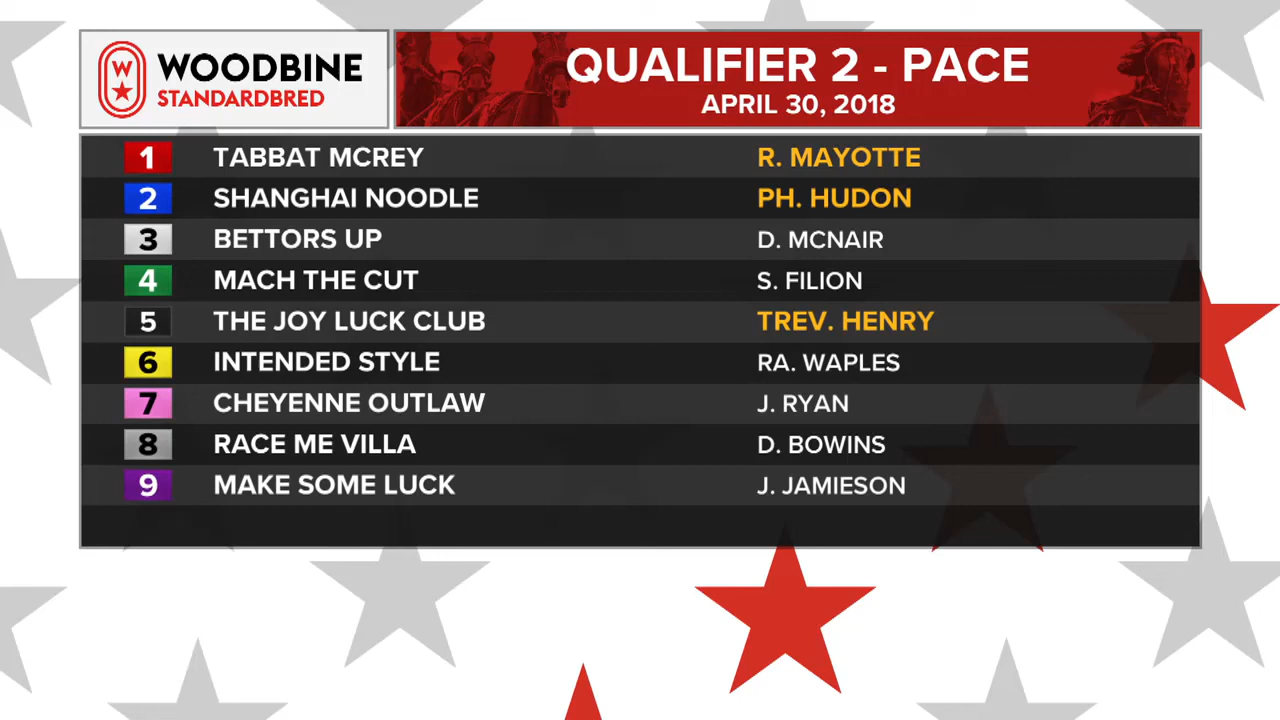 W
WOODBINE
STANDARDBRED
QUALIFIER 2 - PACE
APRIL 30, 2018
1 TABBAT MCREY R. MAYOTTE
2 SHANGHAI NOODLE PH. HUDON
3 BETTORS UP D. MCNAIR
4 MACH THE CUT S. FILION
5 THE JOY LUCK CLUB TREV. HENRY
6 INTENDED STYLE RA. WAPLES
7 CHEYENNE OUTLAW J. RYAN
8 RACE ME VILLA D. BOWINS
9 MAKE SOME LUCK J. JAMIESON